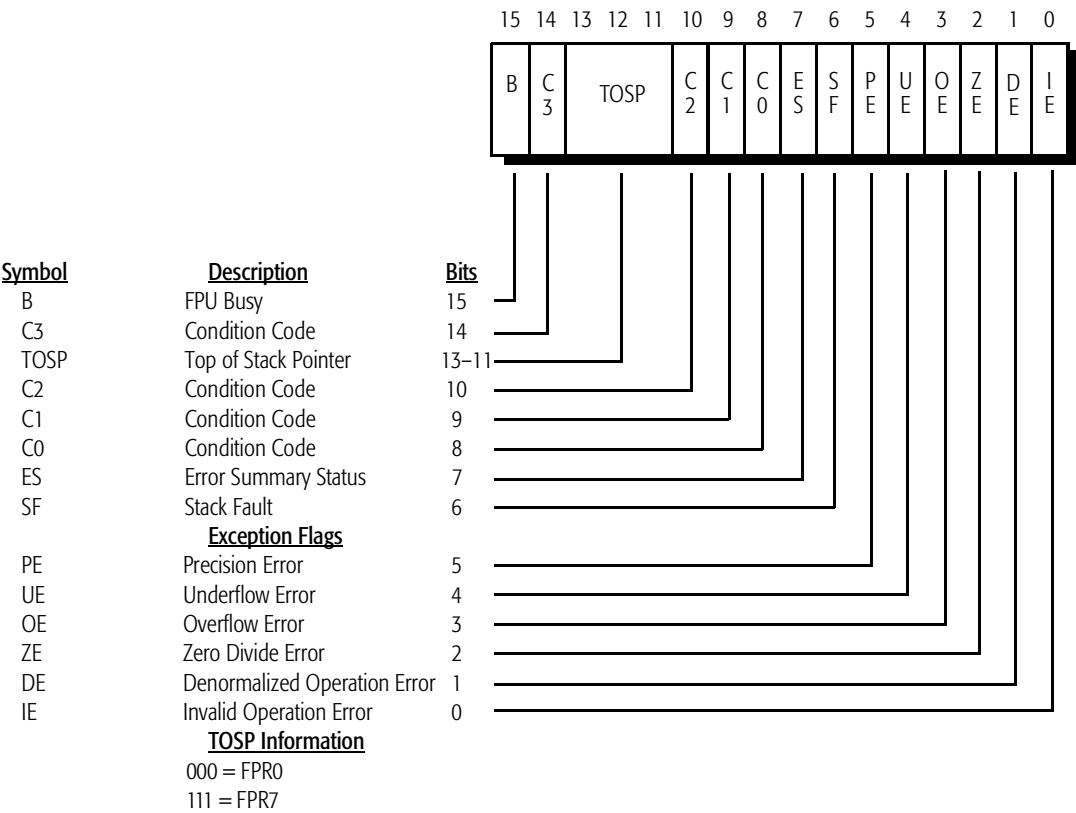 15 14 13 12 11 10 9 8 7 6 5 4 3 2 1 0
B C3 TOSP C2 C1 C0 ES SF PE UE OE ZE DE IE
Symbol Description Bits
B FPU Busy 15
C3 Condition Code 14
TOSP Top of Stack Pointer 13–11
C2 Condition Code 10
C1 Condition Code 9
C0 Condition Code 8
ES Error Summary Status 7
SF Stack Fault 6
Exception Flags
PE Precision Error 5
UE Underflow Error 4
OE Overflow Error 3
ZE Zero Divide Error 2
DE Denormalized Operation Error 1
IE Invalid Operation Error 0
TOSP Information
000 = FPR0
111 = FPR7